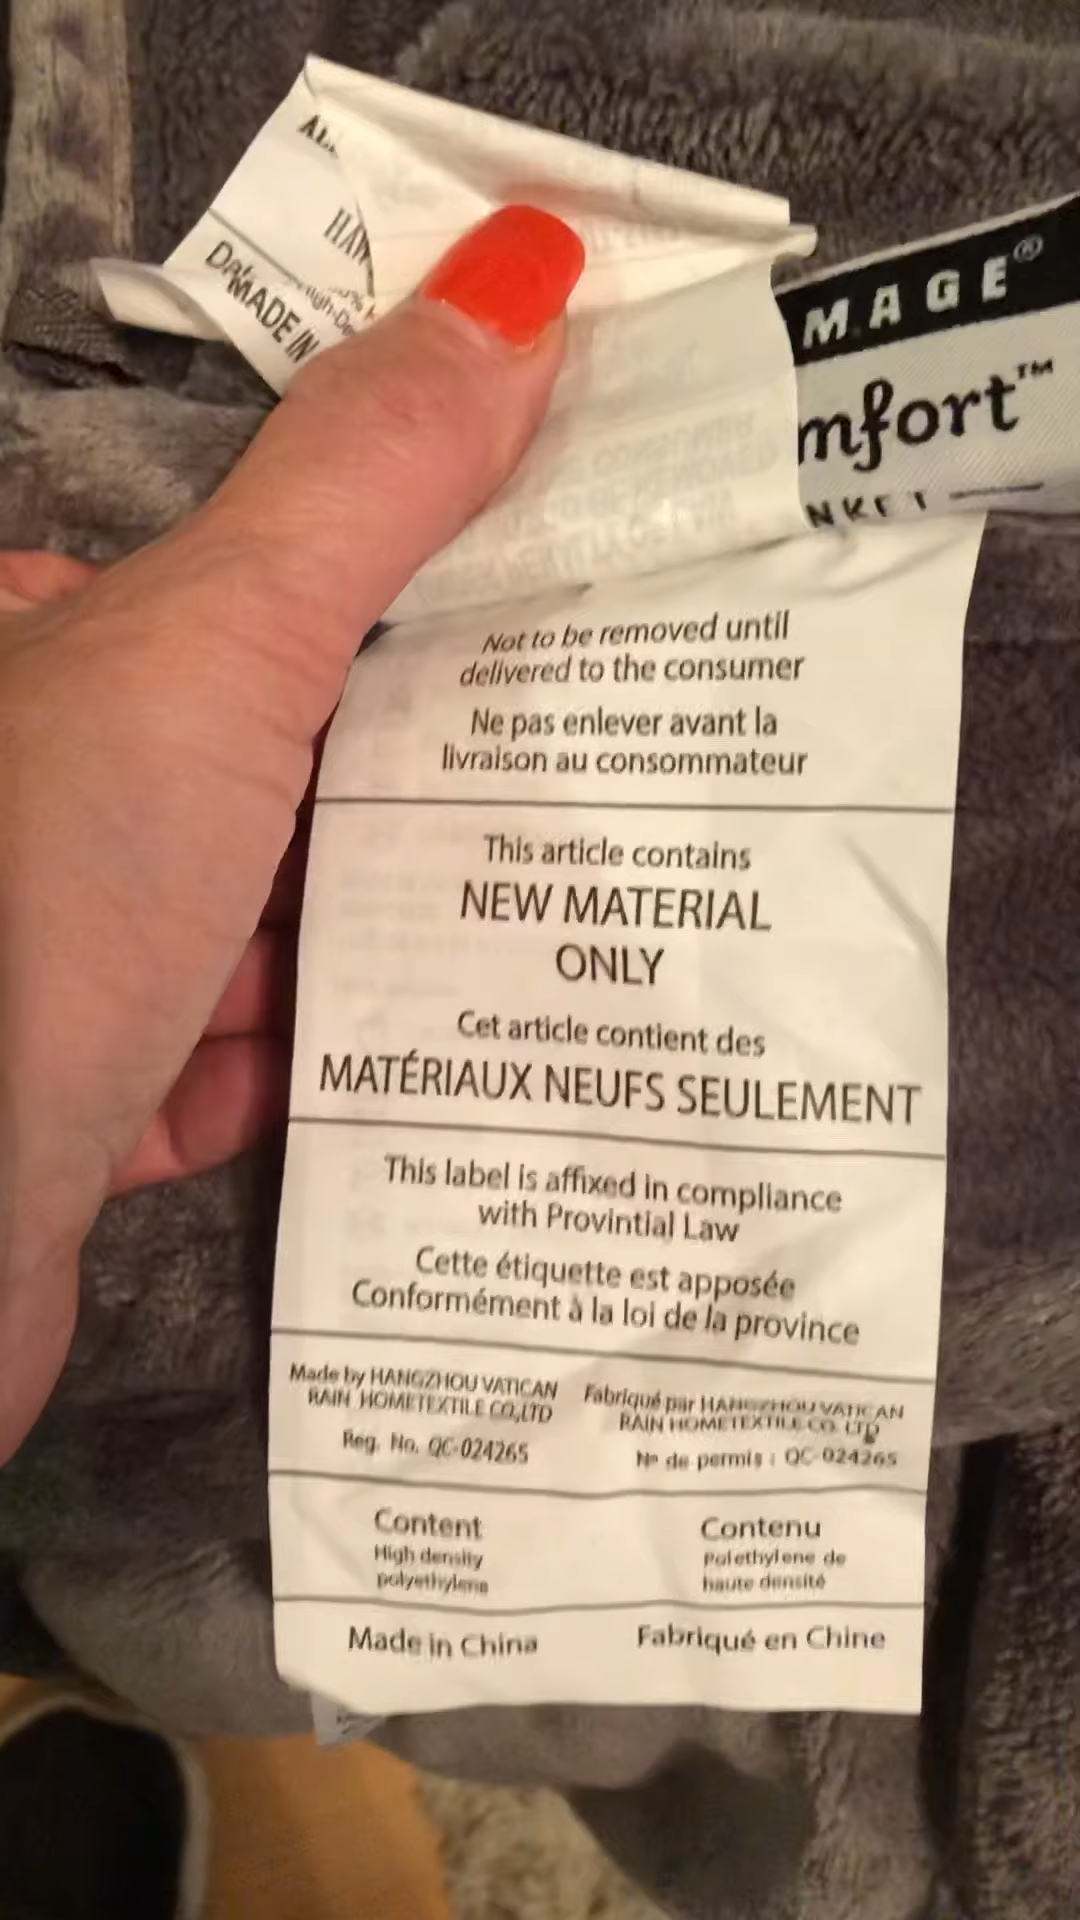 MADE IN
MAGE®
mfort™
NKET
Not to be removed until
delivered to the consumer
Ne pas enlever avant la
livraison au consommateur
This article contains
NEW MATERIAL
ONLY
Cet article contient des
MATÉRIAUX NEUFS SEULEMENT
This label is affixed in compliance
with Provintial Law
Cette étiquette est apposée
Conformément à la loi de la province
Made by HANGZHOU VATICAN
RAIN HOMETEXTILE CO,.LTD
Reg. No. QC-024265
Fabriqué par HANGZHOU VATICAN
RAIN HOMETEXTILE CO. LTD
Nº de permis : QC-024265
Content
High density
polyethylene
Contenu
Polethylene de
haute densité
Made in China
Fabriqué en Chine